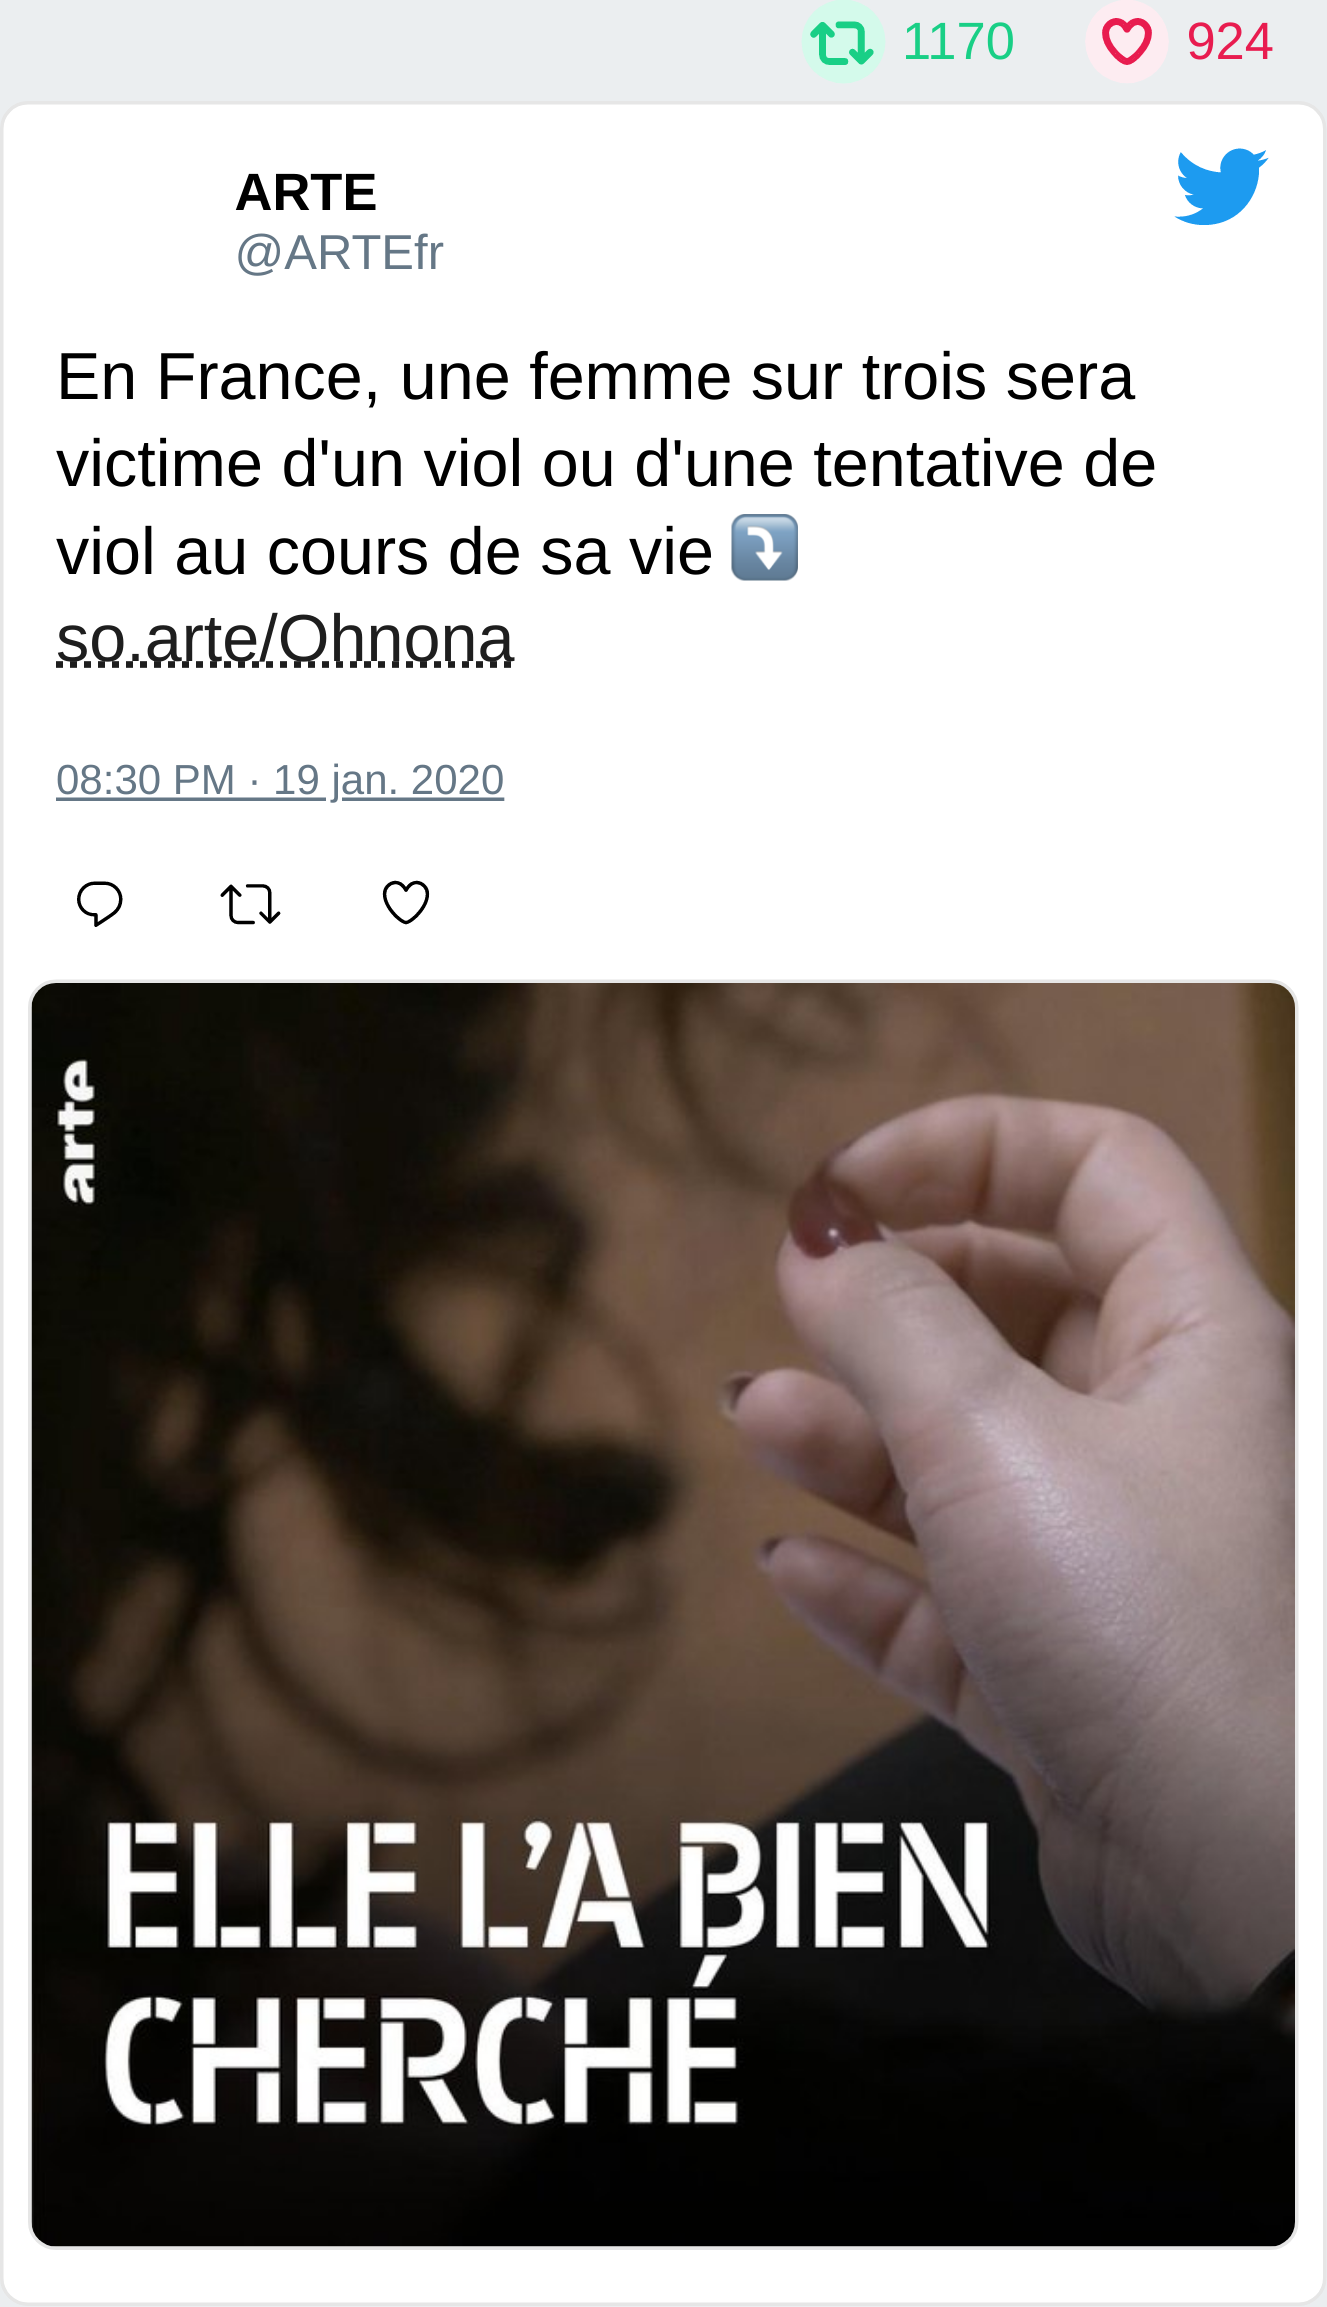 1170 924
ARTE
@ARTEfr
En France, une femme sur trois sera
victime d'un viol ou d'une tentative de
viol au cours de sa vie ⤵️
so.arte/Ohnona
08:30 PM · 19 jan. 2020
arte
ELLE L’A BIEN
CHERCHÉ